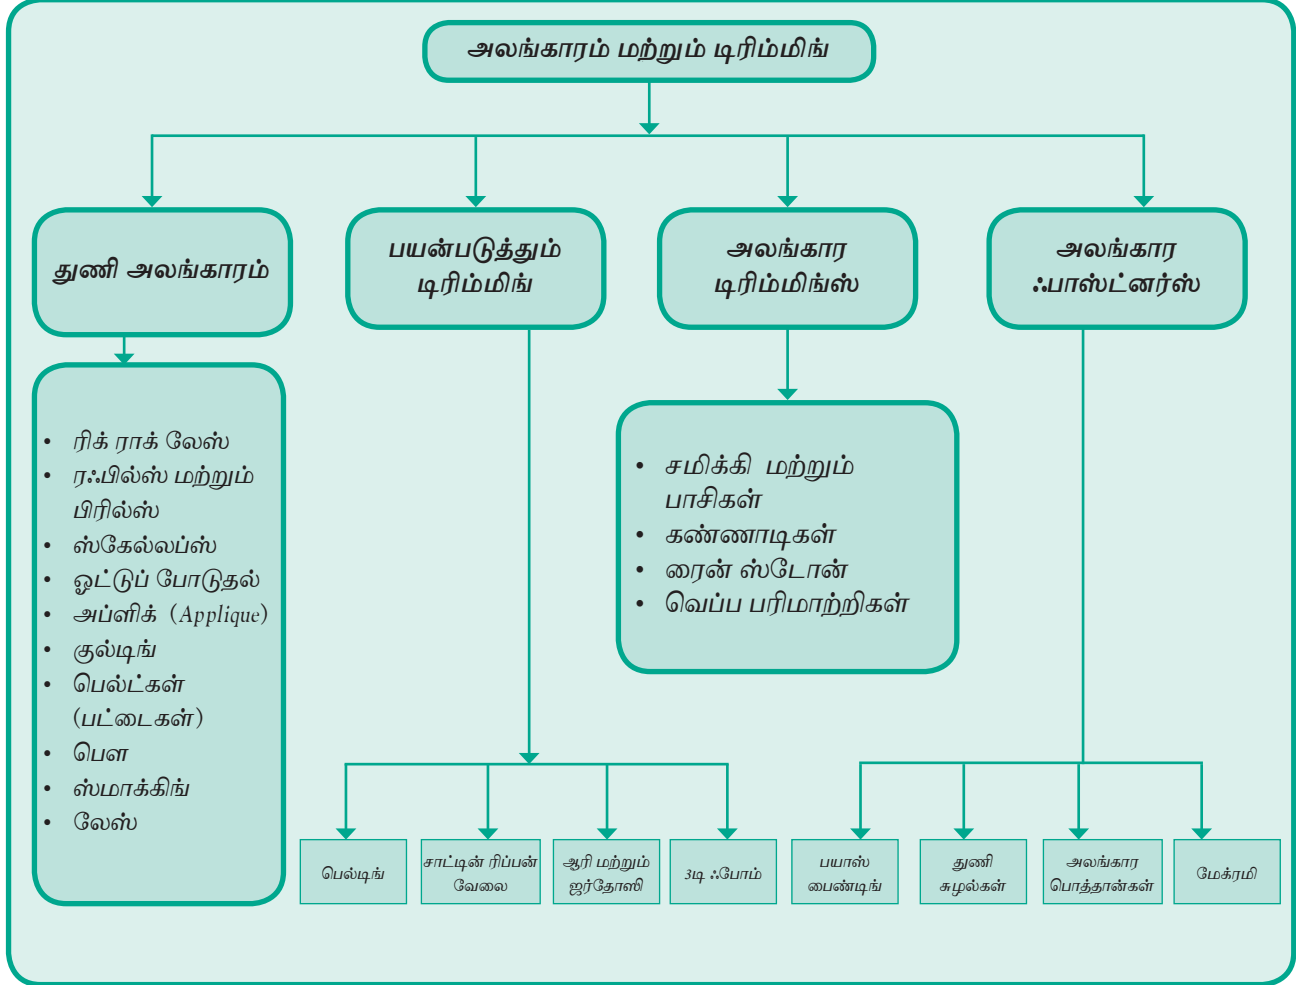 அலங்காரம் மற்றும் டிரிம்மிங்
துணி அலங்காரம்
பயன்படுத்தும்
டிரிம்மிங்
அலங்கார
டிரிம்மிங்ஸ்
அலங்கார
ஃபாஸ்ட்னர்ஸ்
• ரிக் ராக் லேஸ்
• ரஃபில்ஸ் மற்றும்
பிரில்ஸ்
• ஸ்கேல்லப்ஸ்
• ஓட்டுப் போடுதல்
• அப்ளிக் (Applique)
• குல்டிங்
• பெல்ட்கள்
(பட்டைகள்)
• பௌ
• ஸ்மாக்கிங்
• லேஸ்
• சமிக்கி மற்றும்
பாசிகள்
• கண்ணாடிகள்
• ரைன் ஸ்டோன்
• வெப்ப பரிமாற்றிகள்
பெல்டிங்
சாட்டின் ரிப்பன்
வேலை
ஆரி மற்றும்
ஜர்தோஸி
3டி ஃபோம்
பயாஸ்
பைண்டிங்
துணி
சுழல்கள்
அலங்கார
பொத்தான்கள்
மேக்ரமி